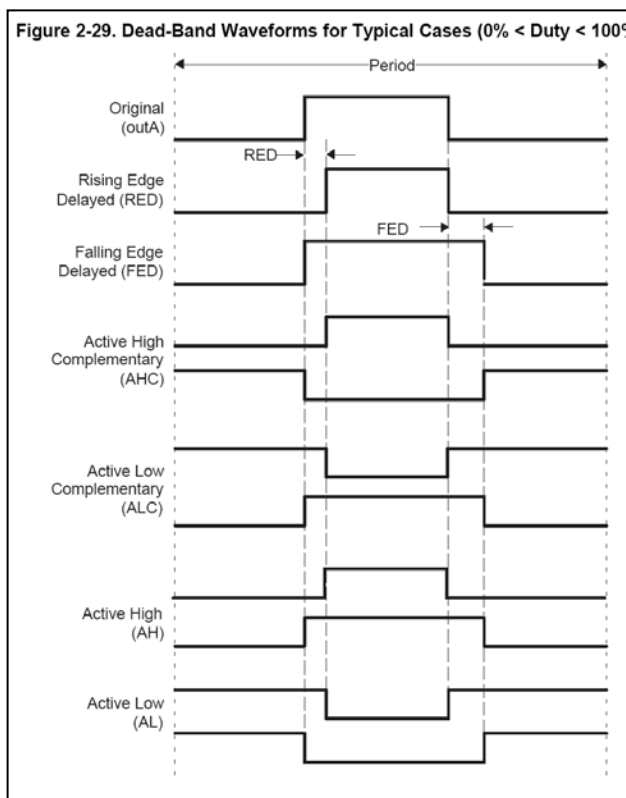 Figure 2-29. Dead-Band Waveforms for Typical Cases (0% < Duty < 100%
Period
Original
(outA)
RED
Rising Edge
Delayed (RED)
FED
Falling Edge
Delayed (FED)
Active High
Complementary
(AHC)
Active Low
Complementary
(ALC)
Active High
(AH)
Active Low
(AL)